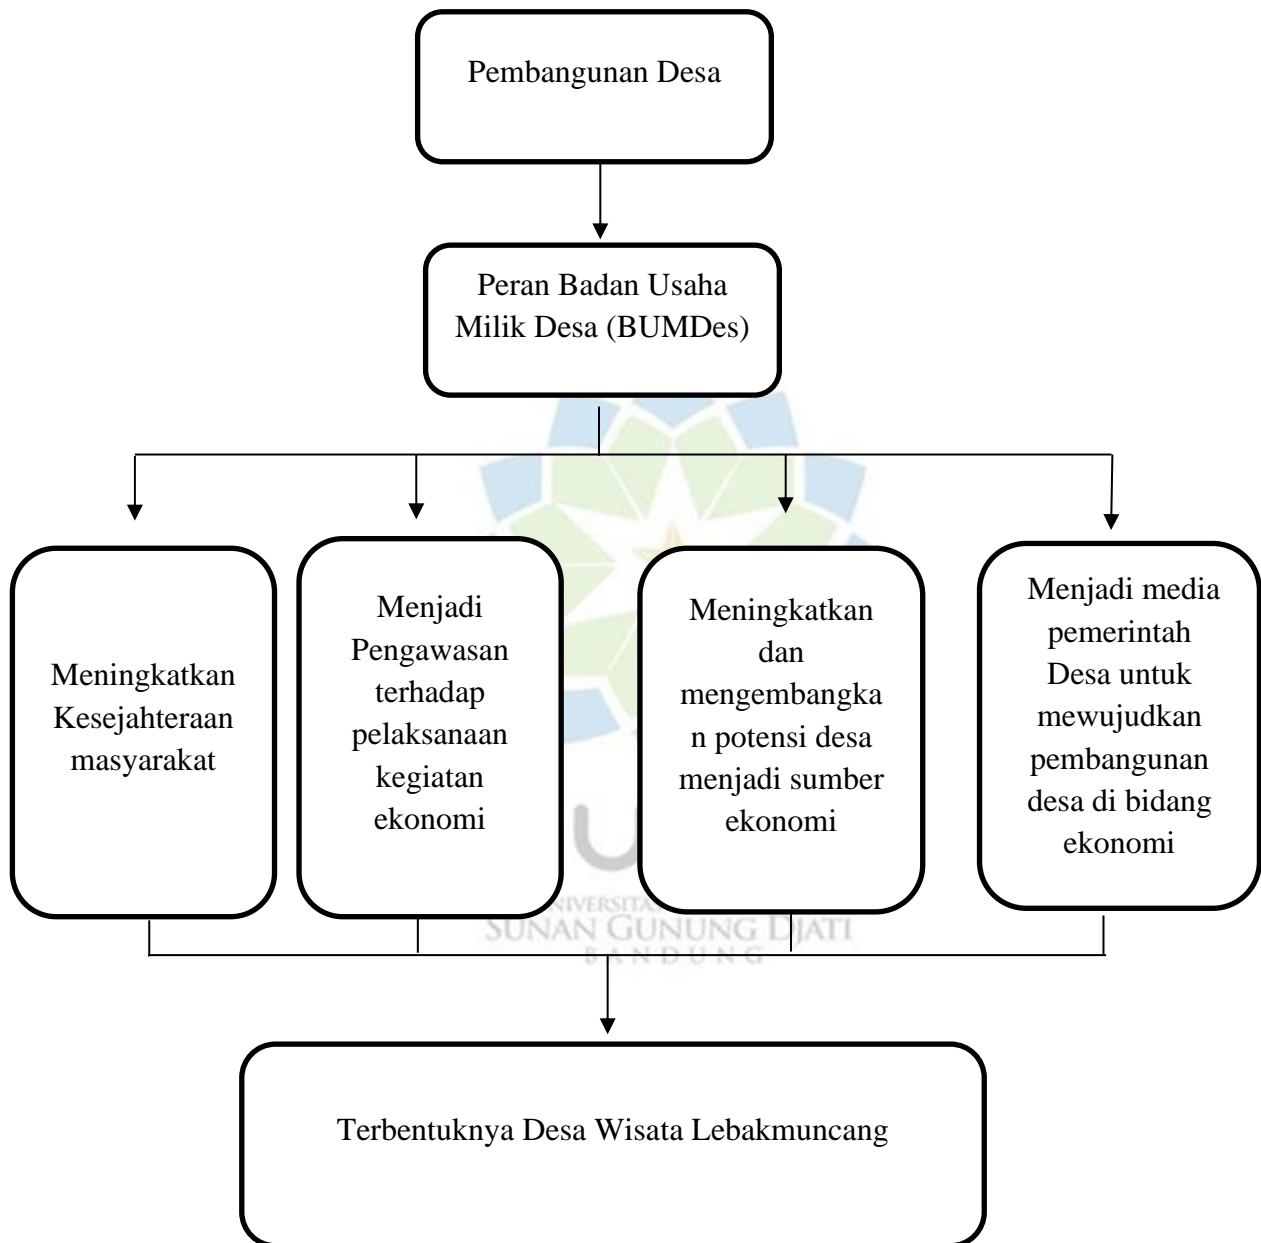 Pembangunan Desa
Peran Badan Usaha
Milik Desa (BUMDes)
Meningkatkan
Kesejahteraan
masyarakat
Menjadi
Pengawasan
terhadap
pelaksanaan
kegiatan
ekonomi
Meningkatkan
dan
mengembangka
n potensi desa
menjadi sumber
ekonomi
Menjadi media
pemerintah
Desa untuk
mewujudkan
pembangunan
desa di bidang
ekonomi
SUNAN GUNUNG DJATI
BANDUNG
Terbentuknya Desa Wisata Lebakmuncang